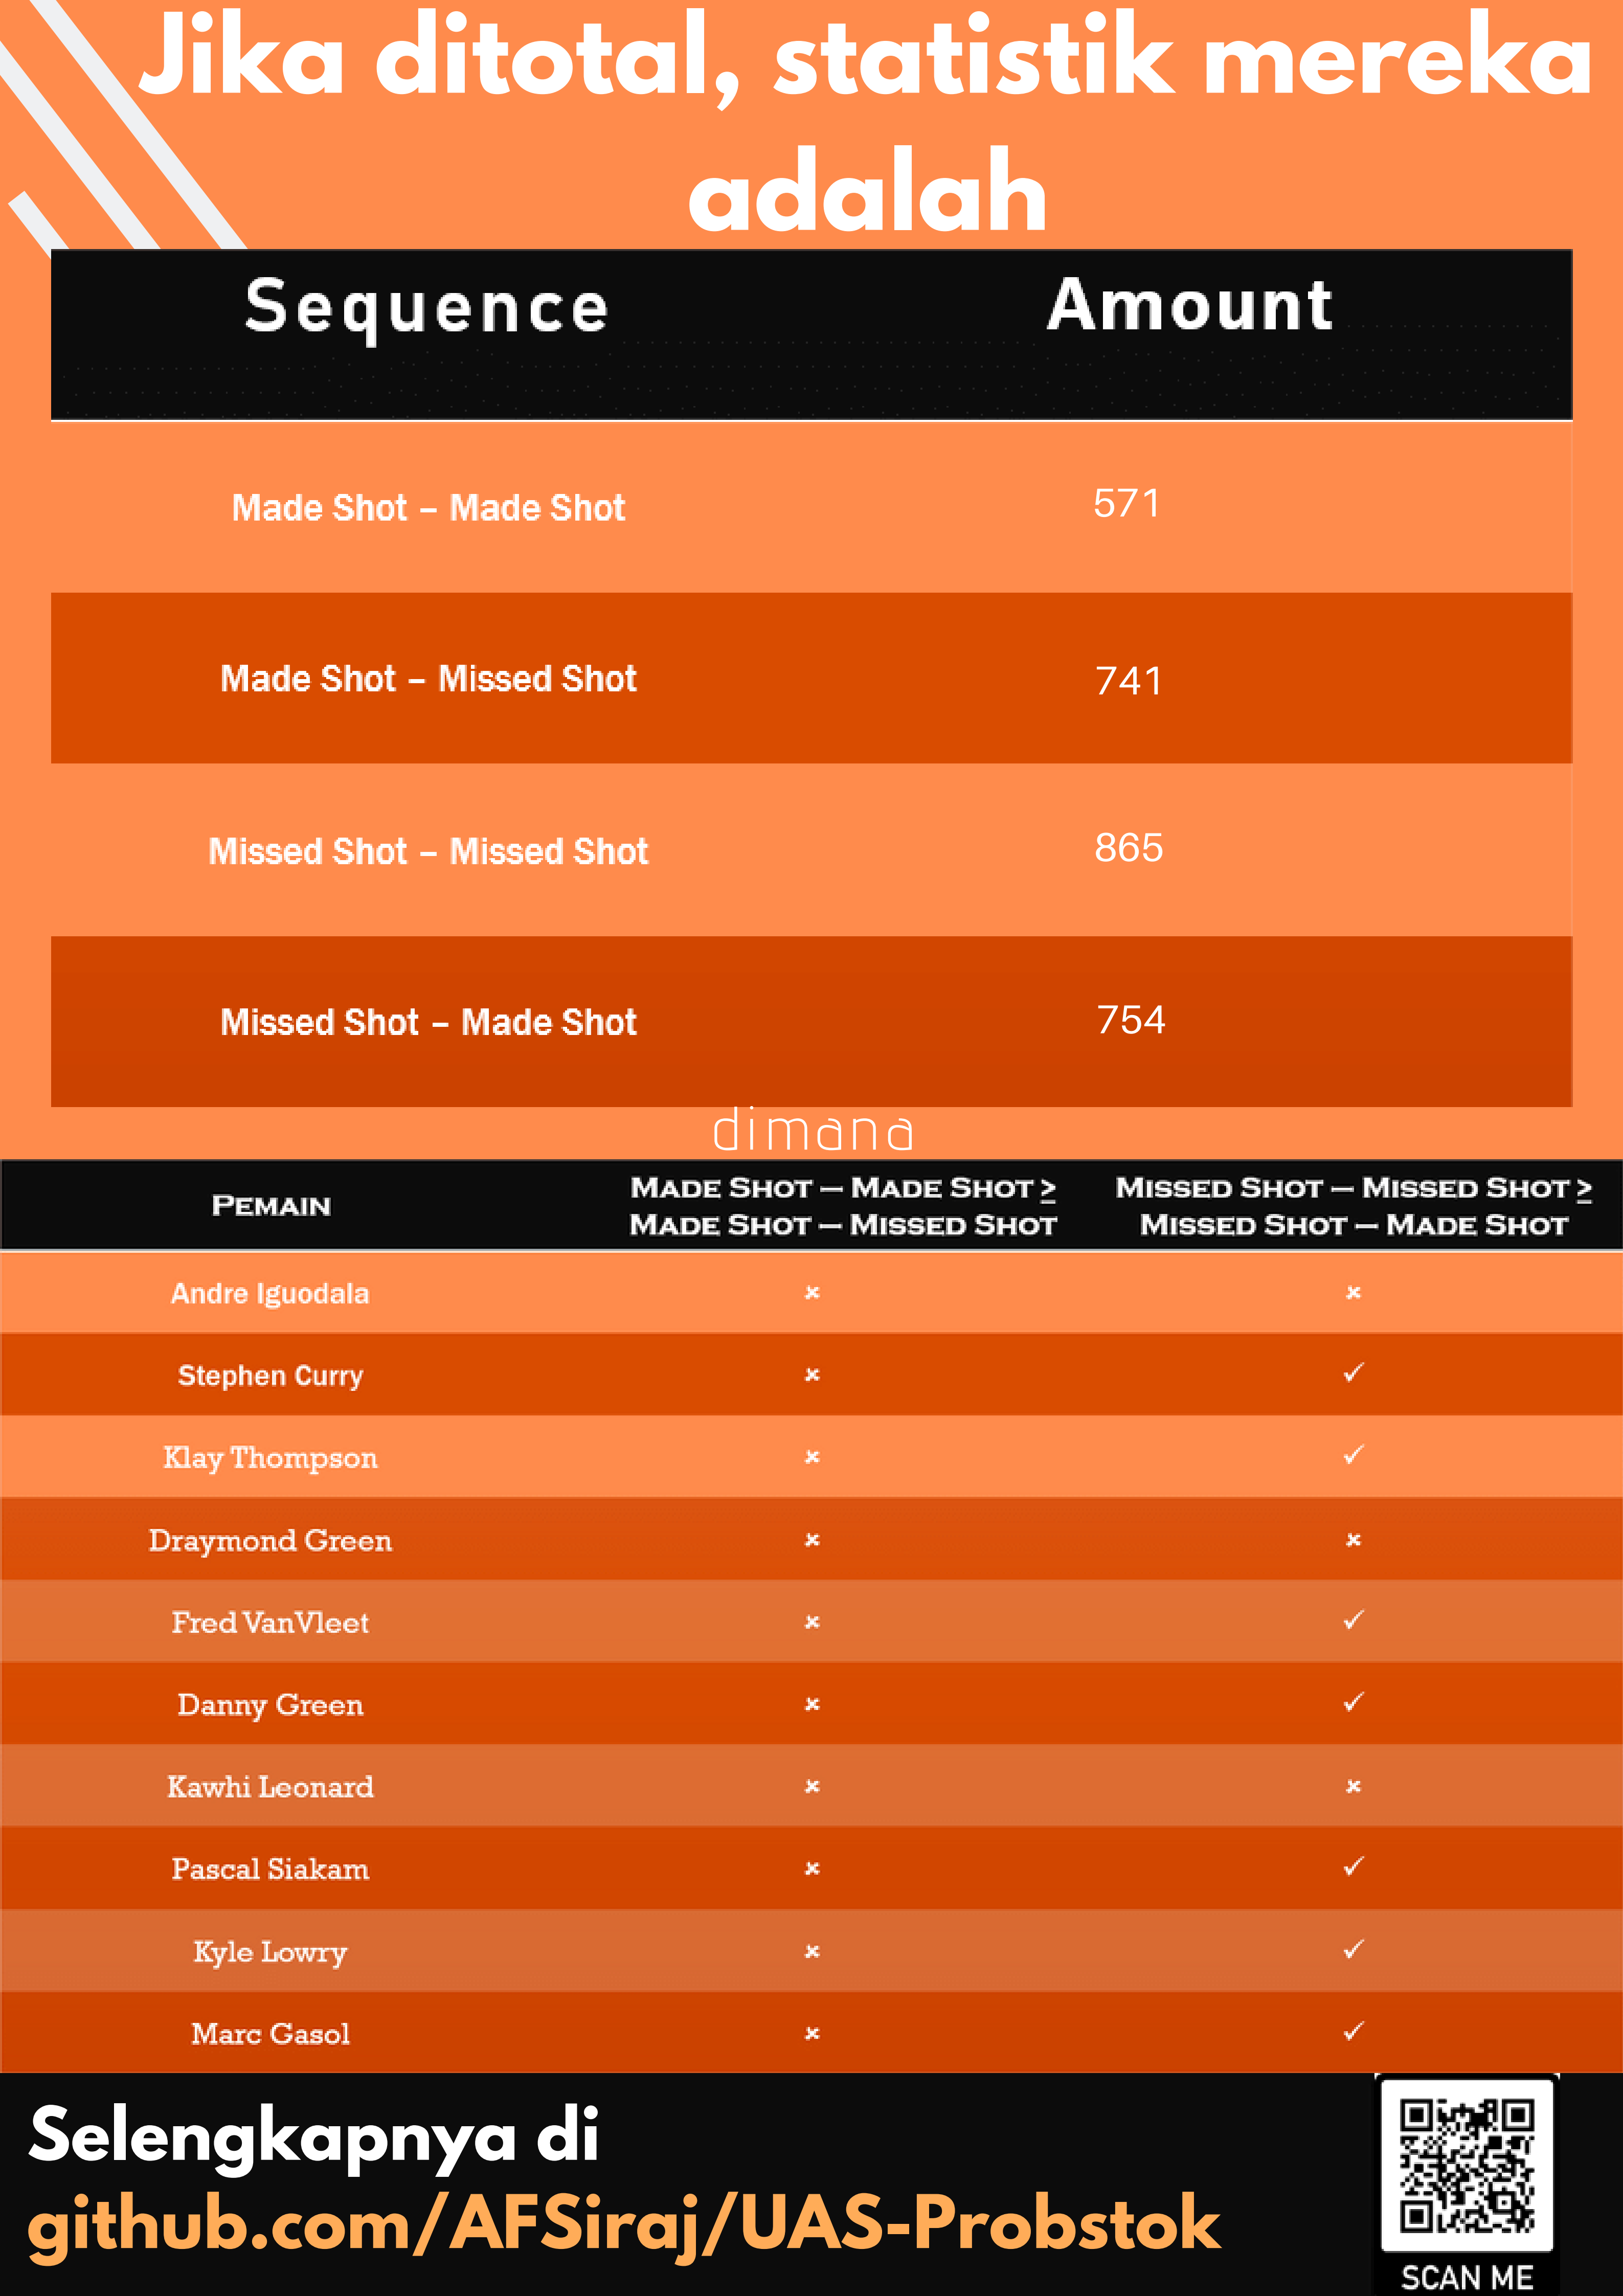 Jika ditotal, statistik mereka
adalah
Sequence Amount
Made Shot – Made Shot 571
Made Shot – Missed Shot 741
Missed Shot – Missed Shot 865
Missed Shot – Made Shot 754
dimana
PEMAIN MADE SHOT – MADE SHOT ≥ MISSED SHOT – MISSED SHOT ≥
MADE SHOT – MISSED SHOT MISSED SHOT – MADE SHOT
Andre Iguodala × ×
Stephen Curry × ✓
Klay Thompson × ✓
Draymond Green × ×
Fred VanVleet × ✓
Danny Green × ✓
Kawhi Leonard × ×
Pascal Siakam × ✓
Kyle Lowry × ✓
Marc Gasol × ✓
Selengkapnya di
github.com/AFSiraj/UAS-Probstok
SCAN ME